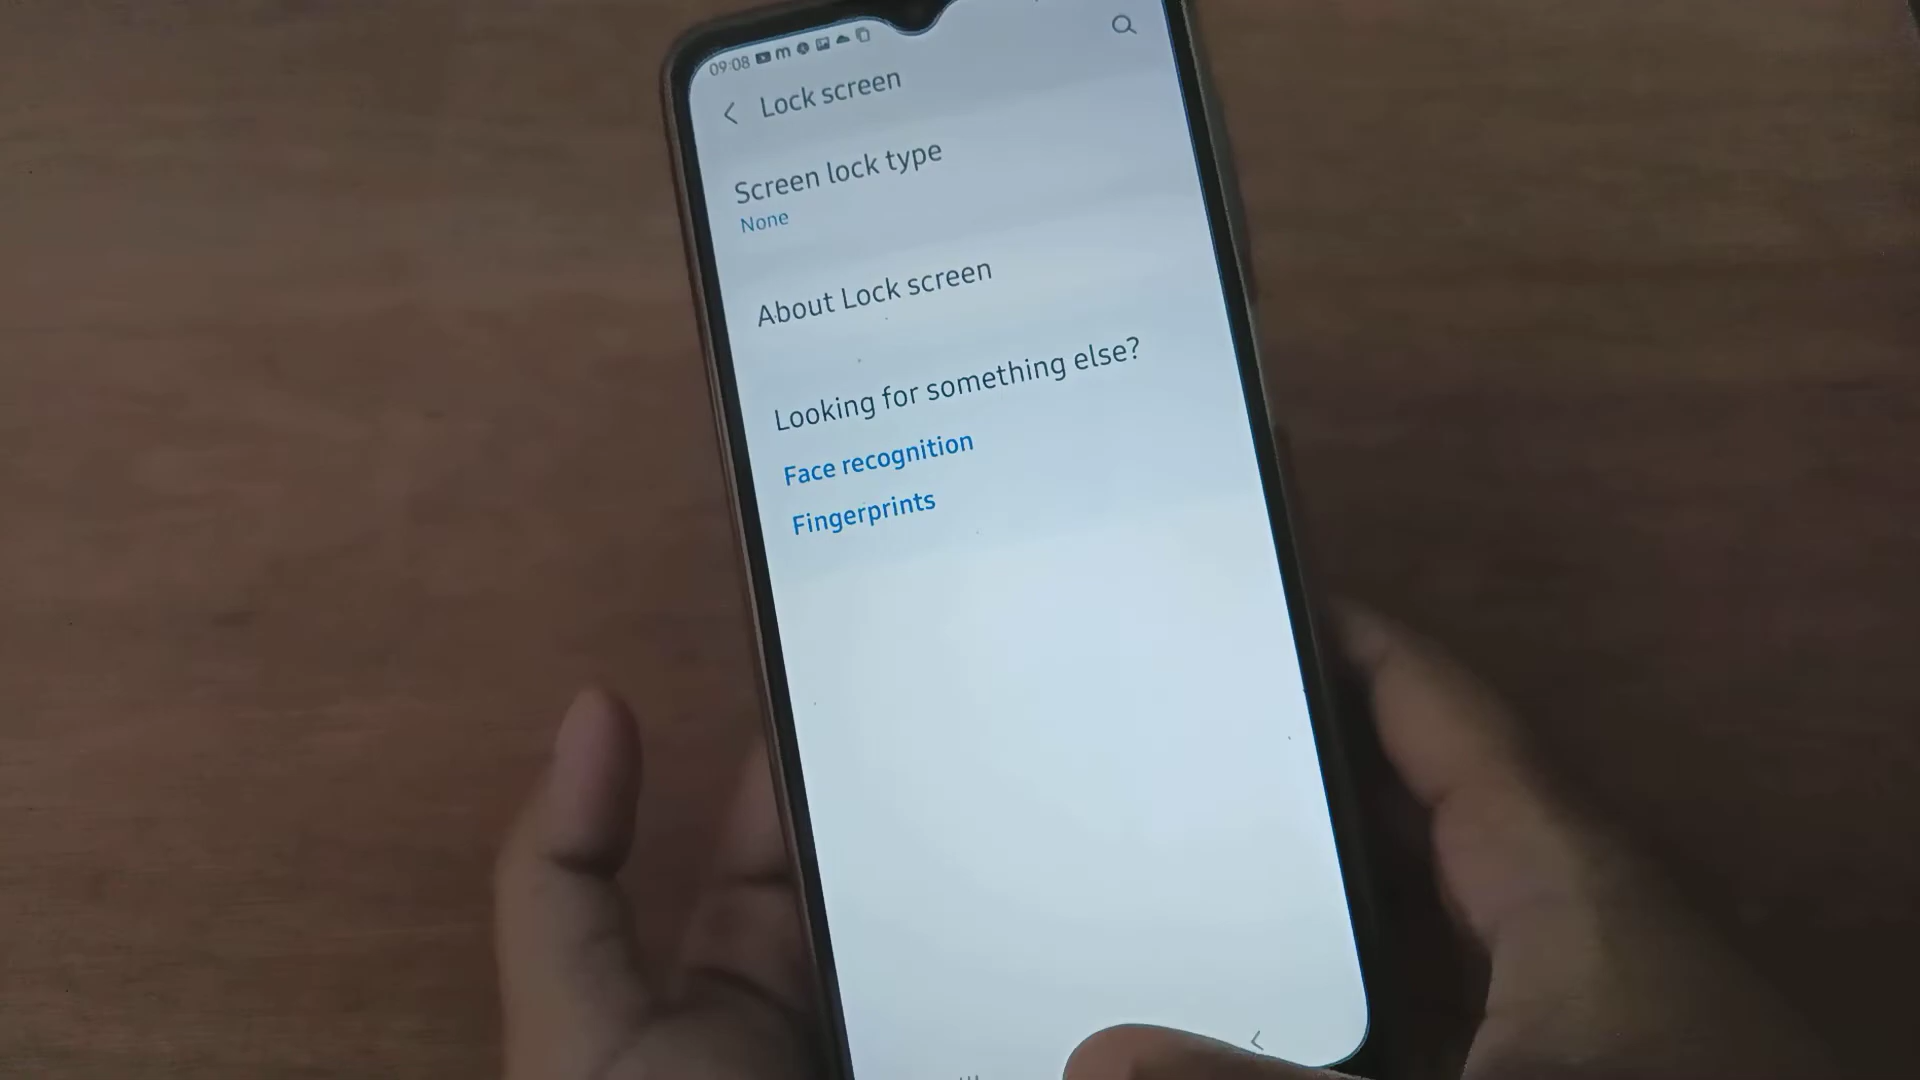 09:08 m
Lock screen
Screen lock type
None
About Lock screen
Looking for something else?
Face recognition
Fingerprints